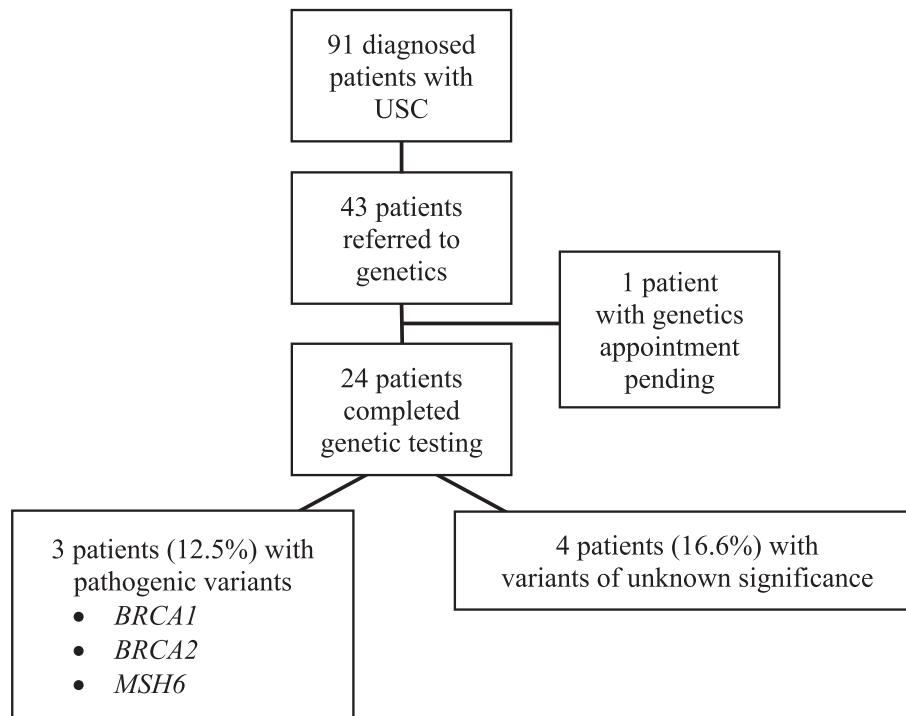 91 diagnosed
patients with
USC
43 patients
referred to
genetics
1 patient
with genetics
appointment
pending
24 patients
completed
genetic testing
3 patients (12.5%) with
pathogenic variants
• BRCA1
• BRCA2
• MSH6
4 patients (16.6%) with
variants of unknown significance